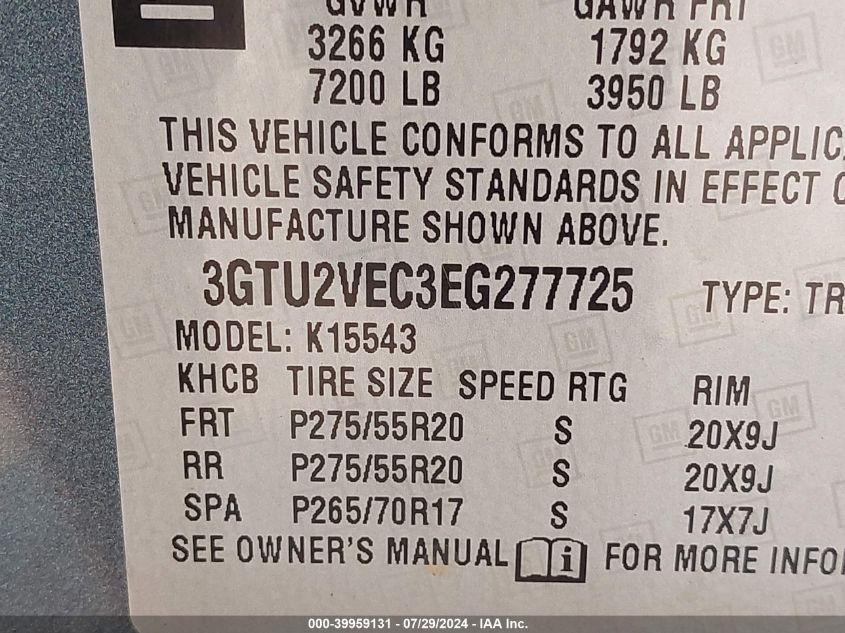 GVWR GAWR FRT
3266 KG 1792 KG
7200 LB 3950 LB
THIS VEHICLE CONFORMS TO ALL APPLIC
VEHICLE SAFETY STANDARDS IN EFFECT O
MANUFACTURE SHOWN ABOVE.
3GTU2VEC3EG277725 TYPE: TR
MODEL: K15543
KHCB TIRE SIZE SPEED RTG RIM
FRT P275/55R20 S 20X9J
RR P275/55R20 S 20X9J
SPA P265/70R17 S 17X7J
SEE OWNER'S MANUAL i FOR MORE INFO
000-39959131 - 07/29/2024 - IAA Inc.